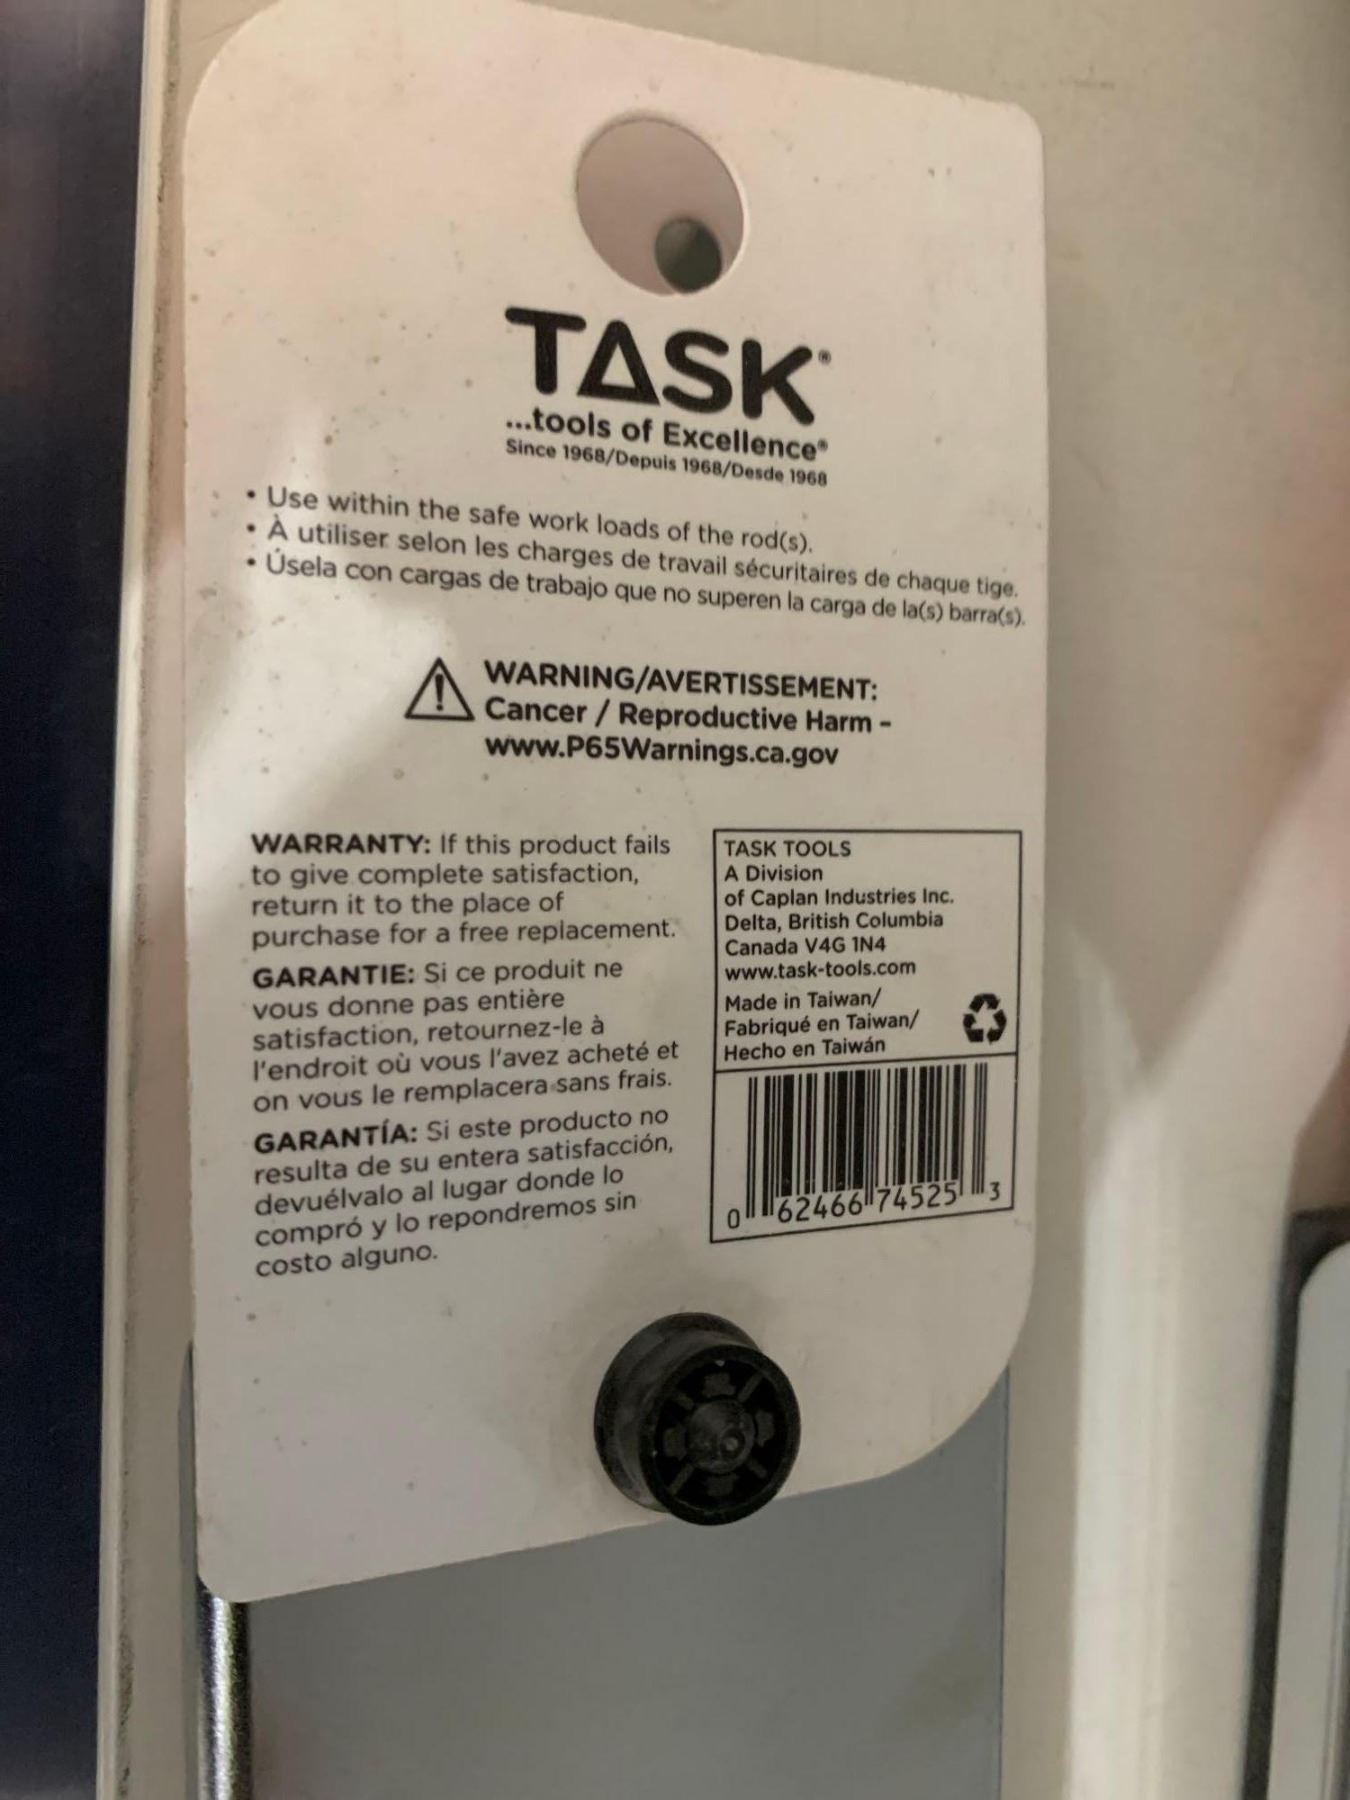 TASK®
...tools of Excellence®
Since 1968/Depuis 1968/Desde 1968
• Use within the safe work loads of the rod(s).
• À utiliser selon les charges de travail sécuritaires de chaque tige.
• Úsela con cargas de trabajo que no superen la carga de la(s) barra(s).
WARNING/AVERTISSEMENT:
Cancer / Reproductive Harm -
www.P65Warnings.ca.gov
WARRANTY: If this product fails
to give complete satisfaction,
return it to the place of
purchase for a free replacement.
GARANTIE: Si ce produit ne
vous donne pas entière
satisfaction, retournez-le à
l'endroit où vous l'avez acheté et
on vous le remplacera sans frais.
GARANTÍA: Si este producto no
resulta de su entera satisfacción,
devuélvalo al lugar donde lo
compró y lo repondremos sin
costo alguno.
TASK TOOLS
A Division
of Caplan Industries Inc.
Delta, British Columbia
Canada V4G 1N4
www.task-tools.com
Made in Taiwan/
Fabriqué en Taiwan/
Hecho en Taiwán
0 62466 74525 3